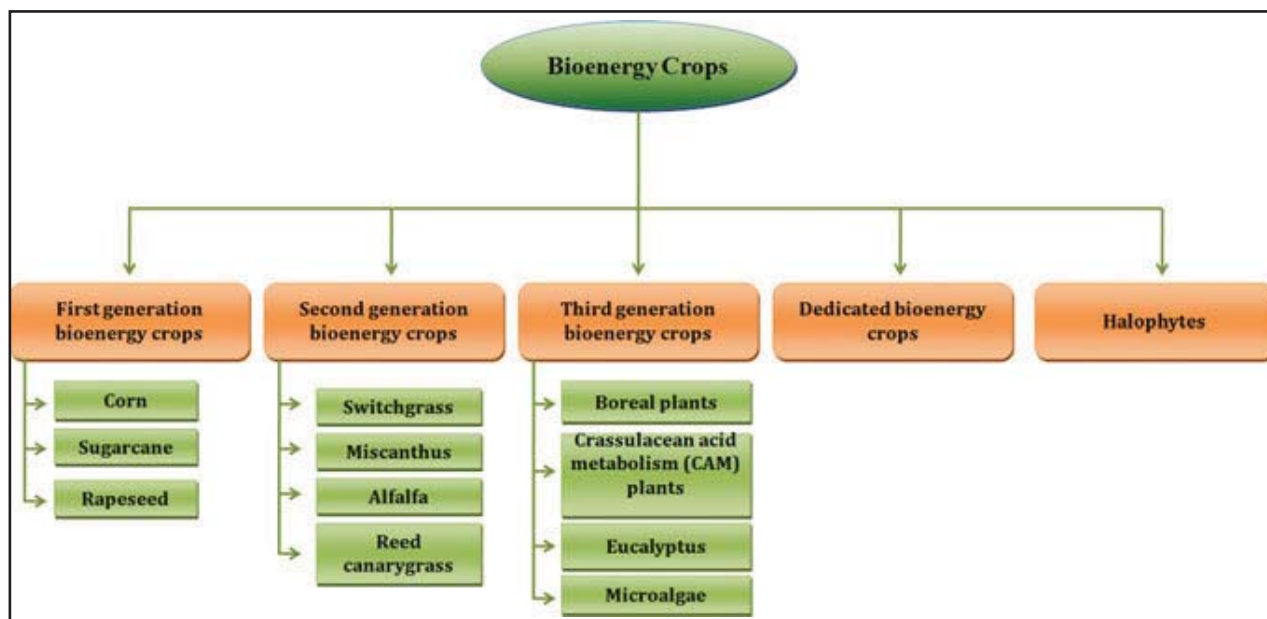 Bioenergy Crops
First generation
bioenergy crops
Second generation
bioenergy crops
Third generation
bioenergy crops
Dedicated bioenergy
crops
Halophytes
Corn
Sugarcane
Rapeseed
Switchgrass
Miscanthus
Alfalfa
Reed
canarygrass
Boreal plants
Crassulacean acid
metabolism (CAM)
plants
Eucalyptus
Microalgae